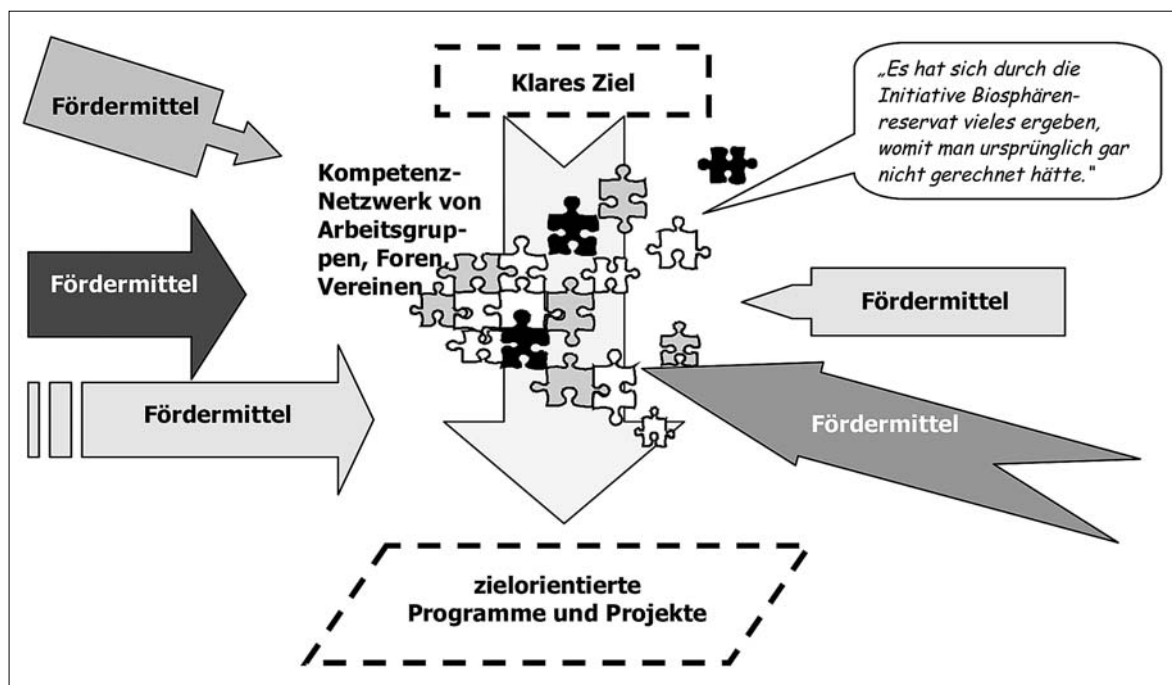 Klares Ziel
„Es hat sich durch die
Initiative Biosphären-
reservat vieles ergeben,
womit man ursprünglich gar
nicht gerechnet hätte."
Fördermittel
Kompetenz-
Netzwerk von
Arbeitsgrup-
pen, Foren,
Vereinen
Fördermittel
Fördermittel
Fördermittel
Fördermittel
zielorientierte
Programme und Projekte